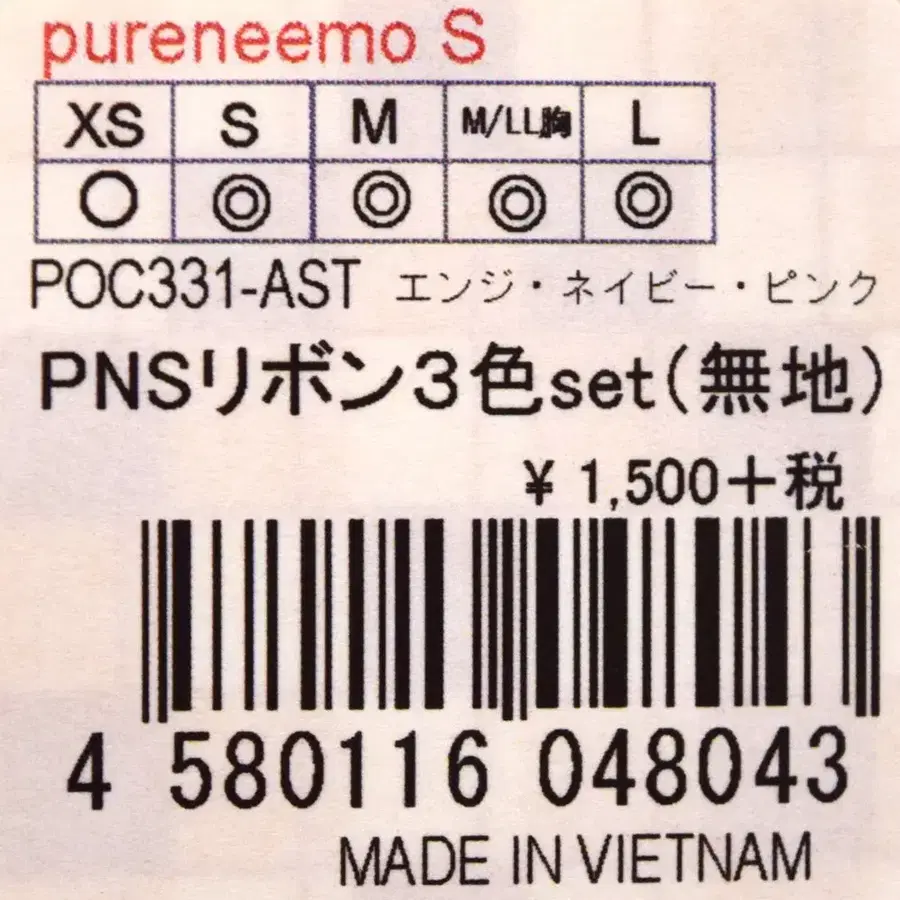 pureneemo S
XS S M M/LL胸 L
○ ◎ ◎ ◎ ◎
POC331-AST エンジ・ネイビー・ピンク
PNSリボン3色set(無地)
¥ 1,500+税
4 580116 048043
MADE IN VIETNAM